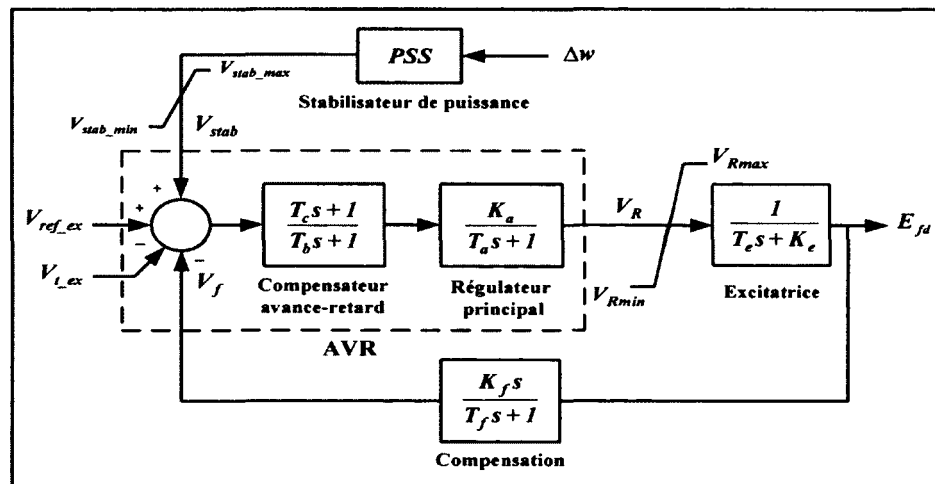 PSS
Δw
Stabilisateur de puissance
V_stab_max
V_stab_min
V_stab
+
+
−
−
V_ref_ex
V_t_ex
V_f
T_c s + 1
T_b s + 1
Compensateur
avance-retard
K_a
T_a s + 1
Régulateur
principal
AVR
V_R
V_Rmax
V_Rmin
1
T_e s + K_e
Excitatrice
E_fd
K_f s
T_f s + 1
Compensation